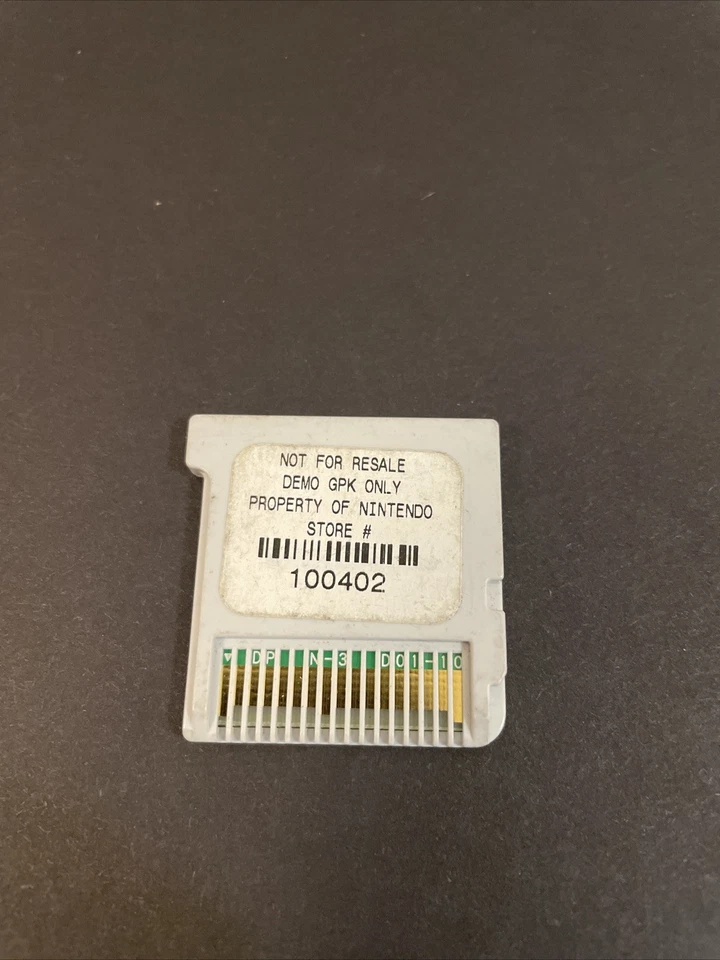 NOT FOR RESALE
DEMO GPK ONLY
PROPERTY OF NINTENDO
STORE #
100402
DP N-3 D01-10